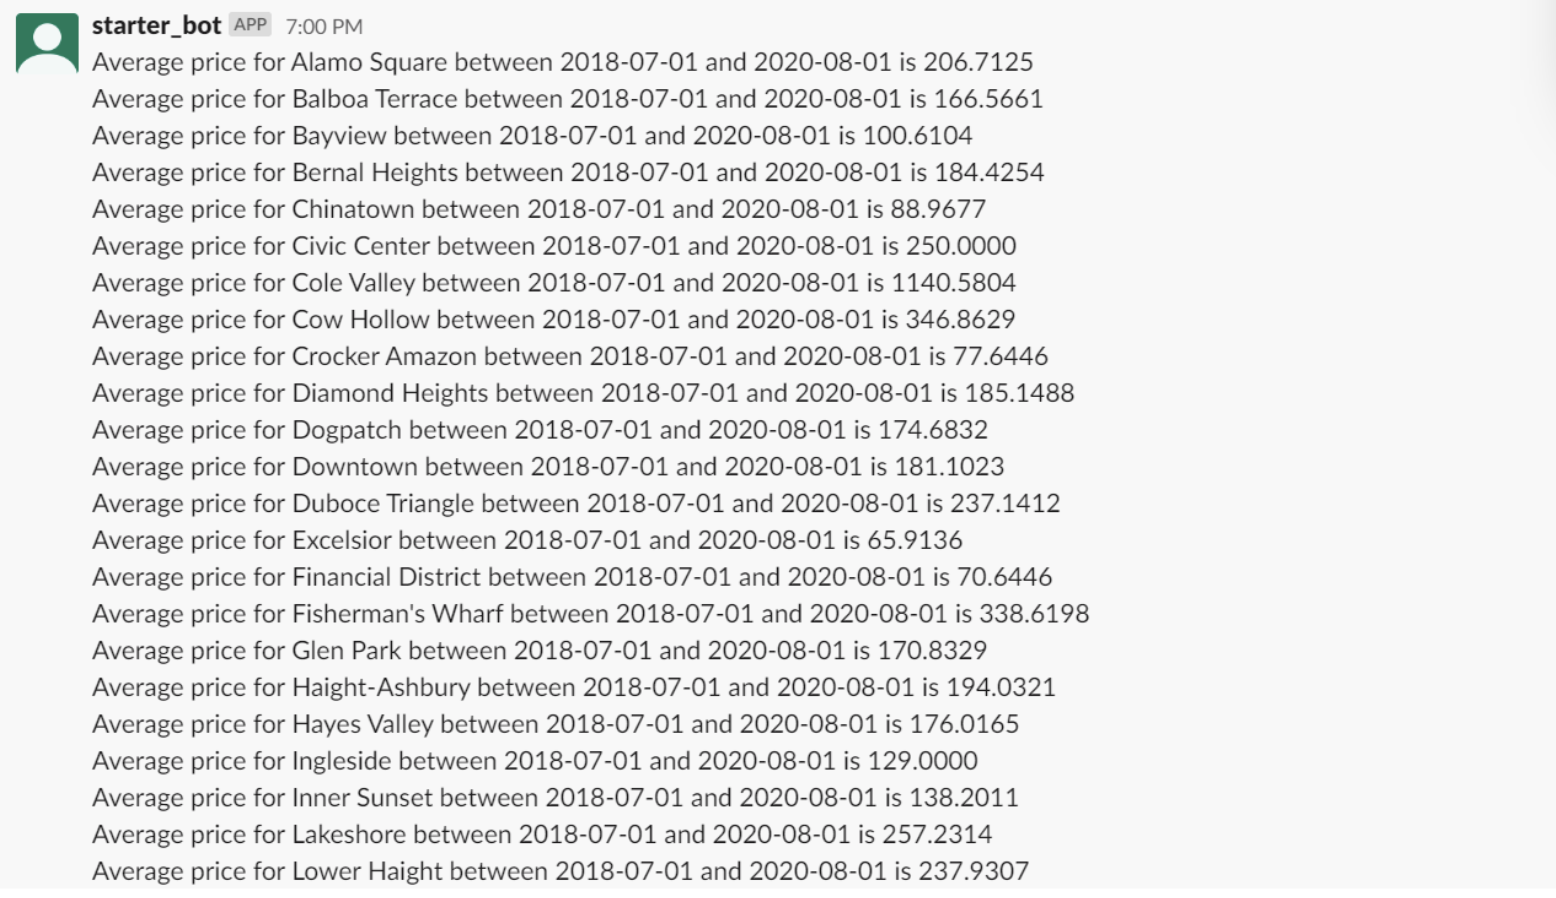 starter_bot APP 7:00 PM
Average price for Alamo Square between 2018-07-01 and 2020-08-01 is 206.7125
Average price for Balboa Terrace between 2018-07-01 and 2020-08-01 is 166.5661
Average price for Bayview between 2018-07-01 and 2020-08-01 is 100.6104
Average price for Bernal Heights between 2018-07-01 and 2020-08-01 is 184.4254
Average price for Chinatown between 2018-07-01 and 2020-08-01 is 88.9677
Average price for Civic Center between 2018-07-01 and 2020-08-01 is 250.0000
Average price for Cole Valley between 2018-07-01 and 2020-08-01 is 1140.5804
Average price for Cow Hollow between 2018-07-01 and 2020-08-01 is 346.8629
Average price for Crocker Amazon between 2018-07-01 and 2020-08-01 is 77.6446
Average price for Diamond Heights between 2018-07-01 and 2020-08-01 is 185.1488
Average price for Dogpatch between 2018-07-01 and 2020-08-01 is 174.6832
Average price for Downtown between 2018-07-01 and 2020-08-01 is 181.1023
Average price for Duboce Triangle between 2018-07-01 and 2020-08-01 is 237.1412
Average price for Excelsior between 2018-07-01 and 2020-08-01 is 65.9136
Average price for Financial District between 2018-07-01 and 2020-08-01 is 70.6446
Average price for Fisherman's Wharf between 2018-07-01 and 2020-08-01 is 338.6198
Average price for Glen Park between 2018-07-01 and 2020-08-01 is 170.8329
Average price for Haight-Ashbury between 2018-07-01 and 2020-08-01 is 194.0321
Average price for Hayes Valley between 2018-07-01 and 2020-08-01 is 176.0165
Average price for Ingleside between 2018-07-01 and 2020-08-01 is 129.0000
Average price for Inner Sunset between 2018-07-01 and 2020-08-01 is 138.2011
Average price for Lakeshore between 2018-07-01 and 2020-08-01 is 257.2314
Average price for Lower Haight between 2018-07-01 and 2020-08-01 is 237.9307